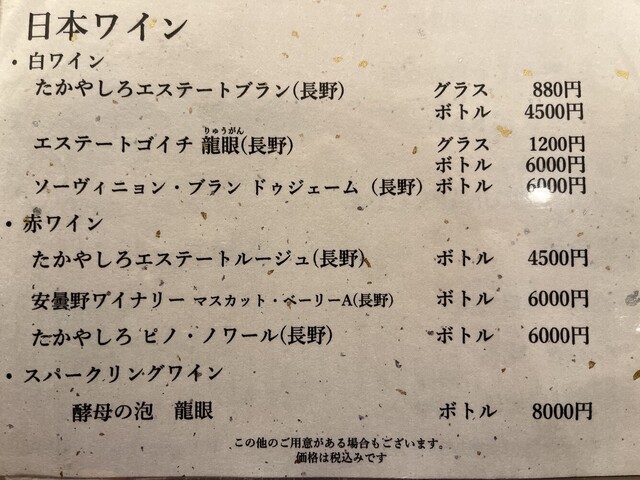 日本ワイン
・白ワイン
たかやしろエステートブラン(長野) グラス 880円
ボトル 4500円
りゅうがん
エステートゴイチ 龍眼(長野) グラス 1200円
ボトル 6000円
ソーヴィニョン・ブラン ドゥジェーム (長野) ボトル 6000円
・赤ワイン
たかやしろエステートルージュ(長野) ボトル 4500円
安曇野ワイナリー マスカット・ベーリーA(長野) ボトル 6000円
たかやしろ ピノ・ノワール(長野) ボトル 6000円
・スパークリングワイン
酵母の泡 龍眼 ボトル 8000円
この他のご用意がある場合もございます。
価格は税込みです